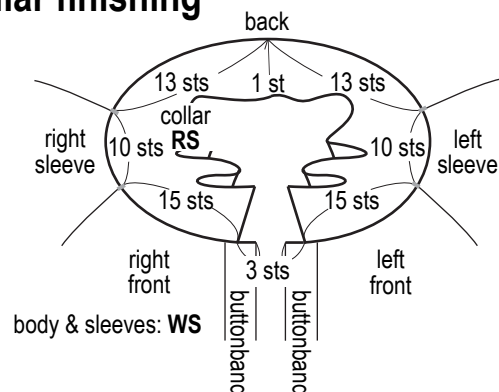 lar finishing
back
13 sts
1 st
13 sts
collar
RS
right
sleeve
10 sts
10 sts
left
sleeve
15 sts
15 sts
right
front
3 sts
left
front
body & sleeves: WS
buttonband
buttonband